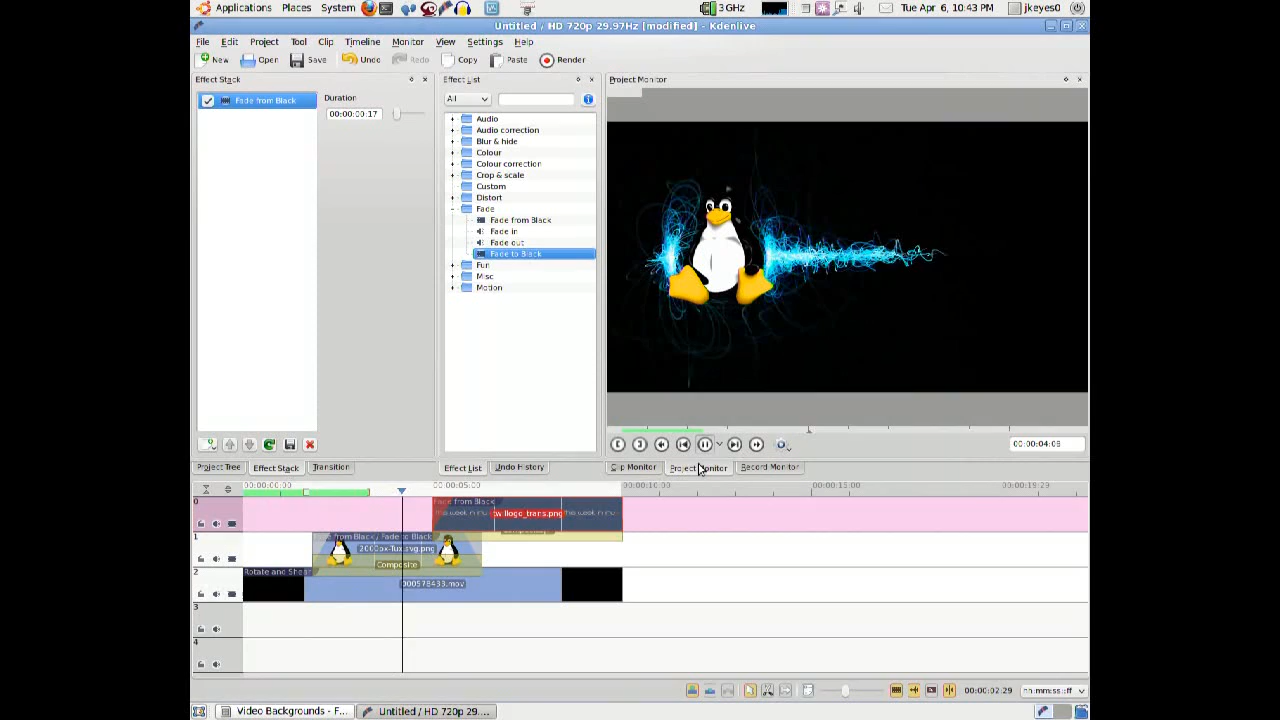 Applications Places System 3 GHz Tue Apr 6, 10:43 PM jkeyes0
Untitled / HD 720p 29.97Hz [modified] - Kdenlive
File Edit Project Tool Clip Timeline Monitor View Settings Help
New Open Save Undo Redo Copy Paste Render
Effect Stack Effect List Project Monitor
Fade from Black Duration All
00:00:00:17
Audio
Audio correction
Blur & hide
Colour
Colour correction
Crop & scale
Custom
Distort
Fade
Fade from Black
Fade in
Fade out
Fade to Black
Fun
Misc
Motion
00:00:04:08
Project Tree Effect Stack Transition Effect List Undo History Clip Monitor Project Monitor Record Monitor
00:00:00:00 00:00:05:00 00:00:10:00 00:00:15:00 00:00:19:29
0 Fade from Black
twillogo_trans.png
1 from Black / Fade to Black
2000px-Tux.svg.png
Composite
2 Rotate and Shear
000578433.mov
3
4
00:00:02:29 hh:mm:ss::ff
Video Backgrounds - F... Untitled / HD 720p 29....